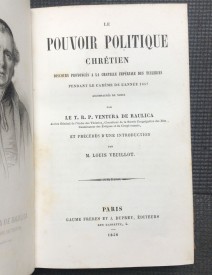 LE
POUVOIR POLITIQUE
CHRÉTIEN
DISCOURS PRONONCÉS A LA CHAPELLE IMPÉRIALE DES TUILERIES
PENDANT LE CARÊME DE L'ANNÉE 1857
PAR
LE T. R. P. VENTURA DE RAULICA
ET PRÉCÉDÉS D'UNE INTRODUCTION
PAR
M. LOUIS VEUILLOT
PARIS
GAUME FRÈRES ET J. DUPREY, ÉDITEURS
1858